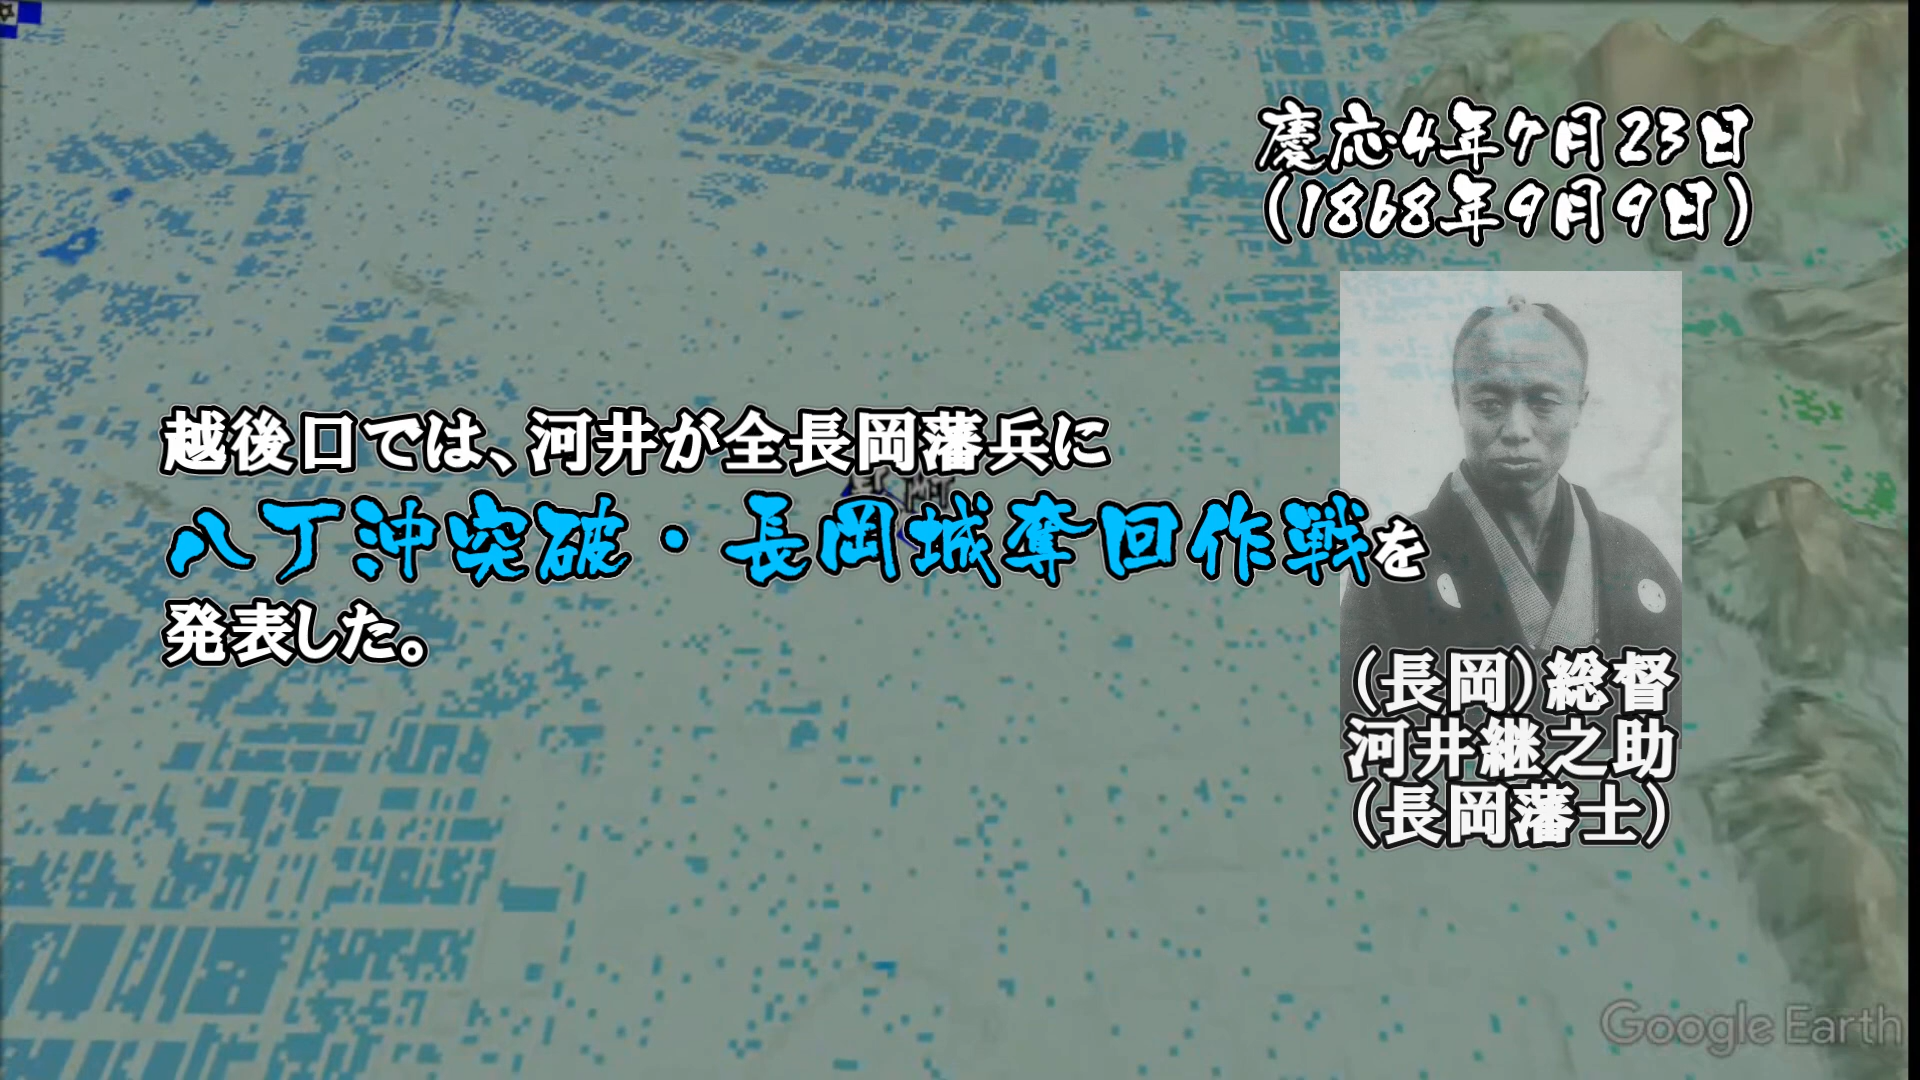 慶応4年7月23日
(1868年9月9日)
越後口では、河井が全長岡藩兵に
八丁沖突破・長岡城奪回作戦を
発表した。
(長岡)総督
河井継之助
(長岡藩士)
Google Earth